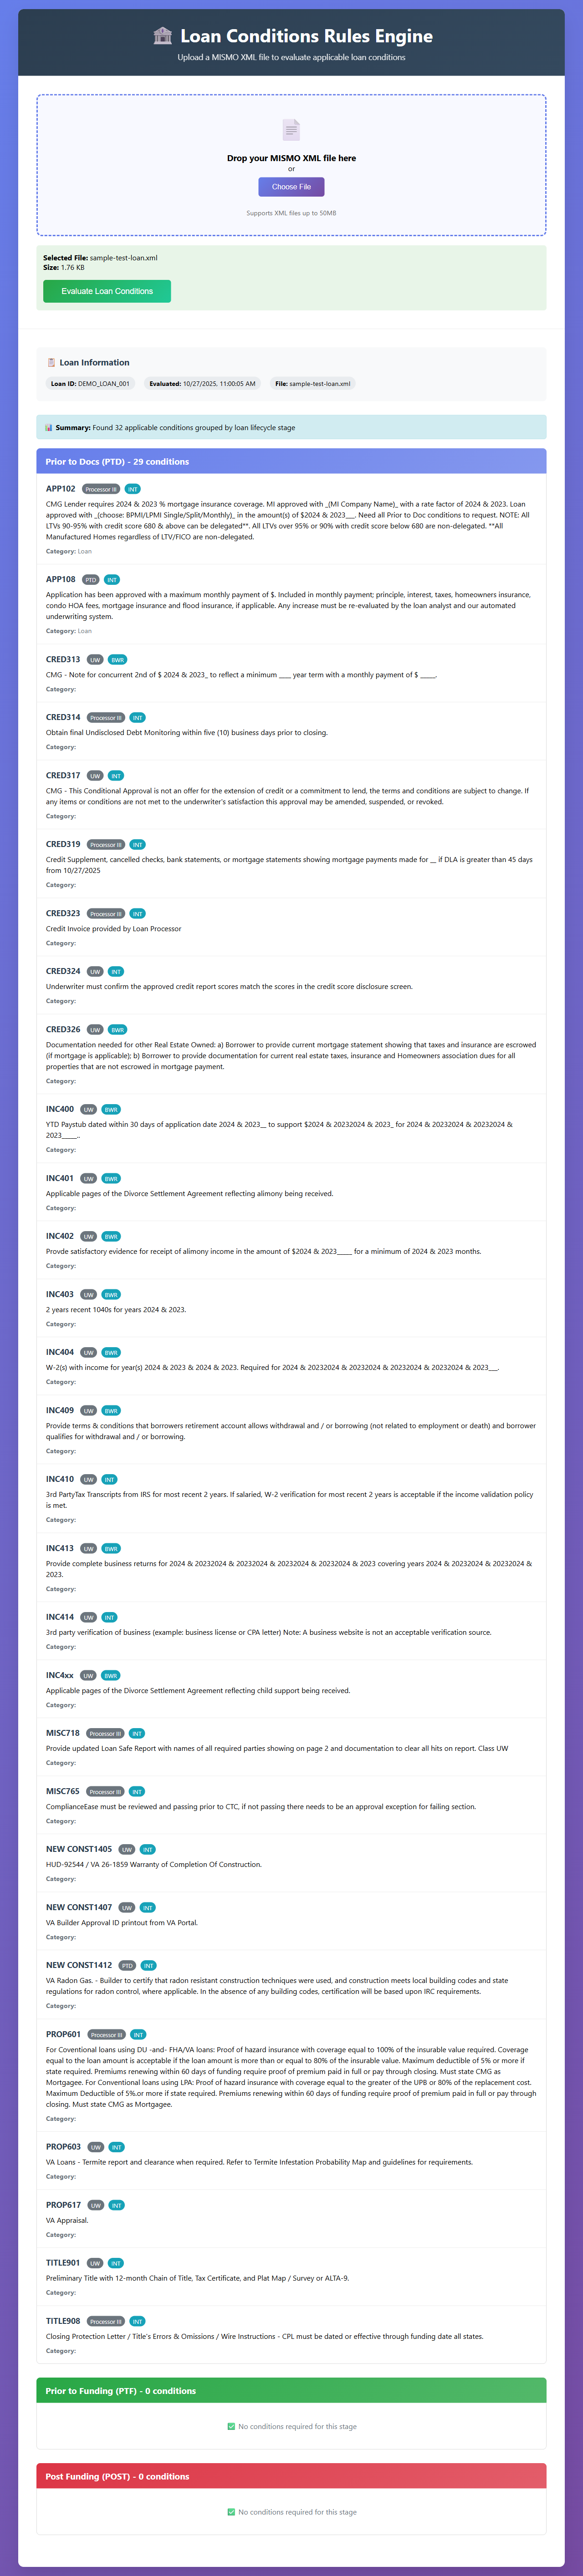 Loan Conditions Rules Engine
Upload a MISMO XML file to evaluate applicable loan conditions
Drop your MISMO XML file here
or
Choose File
Supports XML files up to 50MB
Selected File: sample-test-loan.xml
Size: 1.76 KB
Evaluate Loan Conditions
Loan Information
Loan ID: DEMO_LOAN_001 Evaluated: 10/27/2025, 11:00:05 AM File: sample-test-loan.xml
Summary: Found 32 applicable conditions grouped by loan lifecycle stage
Prior to Docs (PTD) - 29 conditions
APP102 Processor III INT
CMG Lender requires 2024 & 2023 % mortgage insurance coverage. MI approved with _(MI Company Name)_ with a rate factor of 2024 & 2023. Loan
approved with _(choose: BPMI/LPMI Single/Split/Monthly)_ in the amount(s) of $2024 & 2023___. Need all Prior to Doc conditions to request. NOTE: All
LTVs 90-95% with credit score 680 & above can be delegated**. All LTVs over 95% or 90% with credit score below 680 are non-delegated. **All
Manufactured Homes regardless of LTV/FICO are non-delegated.
Category: Loan
APP108 PTD INT
Application has been approved with a maximum monthly payment of $. Included in monthly payment; principle, interest, taxes, homeowners insurance,
condo HOA fees, mortgage insurance and flood insurance, if applicable. Any increase must be re-evaluated by the loan analyst and our automated
underwriting system.
Category: Loan
CRED313 UW BWR
CMG - Note for concurrent 2nd of $ 2024 & 2023_ to reflect a minimum ____ year term with a monthly payment of $ _____.
Category:
CRED314 Processor III INT
Obtain final Undisclosed Debt Monitoring within five (10) business days prior to closing.
Category:
CRED317 UW INT
CMG - This Conditional Approval is not an offer for the extension of credit or a commitment to lend, the terms and conditions are subject to change. If
any items or conditions are not met to the underwriter's satisfaction this approval may be amended, suspended, or revoked.
Category:
CRED319 Processor III INT
Credit Supplement, cancelled checks, bank statements, or mortgage statements showing mortgage payments made for __ if DLA is greater than 45 days
from 10/27/2025
Category:
CRED323 Processor III INT
Credit Invoice provided by Loan Processor
Category:
CRED324 UW INT
Underwriter must confirm the approved credit report scores match the scores in the credit score disclosure screen.
Category:
CRED326 UW BWR
Documentation needed for other Real Estate Owned: a) Borrower to provide current mortgage statement showing that taxes and insurance are escrowed
(if mortgage is applicable); b) Borrower to provide documentation for current real estate taxes, insurance and Homeowners association dues for all
properties that are not escrowed in mortgage payment.
Category:
INC400 UW BWR
YTD Paystub dated within 30 days of application date 2024 & 2023__ to support $2024 & 20232024 & 2023_ for 2024 & 20232024 & 20232024 &
2023_____.
Category:
INC401 UW BWR
Applicable pages of the Divorce Settlement Agreement reflecting alimony being received.
Category:
INC402 UW BWR
Provde satisfactory evidence for receipt of alimony income in the amount of $2024 & 2023_____ for a minimum of 2024 & 2023 months.
Category:
INC403 UW BWR
2 years recent 1040s for years 2024 & 2023.
Category:
INC404 UW BWR
W-2(s) with income for year(s) 2024 & 2023 & 2024 & 2023. Required for 2024 & 20232024 & 20232024 & 20232024 & 20232024 & 2023___.
Category:
INC409 UW BWR
Provide terms & conditions that borrowers retirement account allows withdrawal and / or borrowing (not related to employment or death) and borrower
qualifies for withdrawal and / or borrowing.
Category:
INC410 UW INT
3rd PartyTax Transcripts from IRS for most recent 2 years. If salaried, W-2 verification for most recent 2 years is acceptable if the income validation policy
is met.
Category:
INC413 UW BWR
Provide complete business returns for 2024 & 20232024 & 20232024 & 20232024 & 20232024 & 2023 covering years 2024 & 20232024 & 20232024 &
2023.
Category:
INC414 UW INT
3rd party verification of business (example: business license or CPA letter) Note: A business website is not an acceptable verification source.
Category:
INC4xx UW BWR
Applicable pages of the Divorce Settlement Agreement reflecting child support being received.
Category:
MISC718 Processor III INT
Provide updated Loan Safe Report with names of all required parties showing on page 2 and documentation to clear all hits on report. Class UW
Category:
MISC765 Processor III INT
ComplianceEase must be reviewed and passing prior to CTC, if not passing there needs to be an approval exception for failing section.
Category:
NEW CONST1405 UW INT
HUD-92544 / VA 26-1859 Warranty of Completion Of Construction.
Category:
NEW CONST1407 UW INT
VA Builder Approval ID printout from VA Portal.
Category:
NEW CONST1412 PTD INT
VA Radon Gas. - Builder to certify that radon resistant construction techniques were used, and construction meets local building codes and state
regulations for radon control, where applicable. In the absence of any building codes, certification will be based upon IRC requirements.
Category:
PROP601 Processor III INT
For Coventional loans using DU -and- FHA/VA loans: Proof of hazard insurance with coverage equal to 100% of the insurable value required. Coverage
equal to the loan amount is acceptable if the loan amount is more than or equal to 80% of the insurable value. Maximum deductible of 5% or more if
state required. Premiums renewing within 60 days of funding require proof of premium paid in full or pay through closing. Must state CMG as
Mortgagee. For Conventional loans using LPA: Proof of hazard insurance with coverage equal to the greater of the UPB or 80% of the replacement cost.
Maximum Deductible of 5%.or more if state required. Premiums renewing within 60 days of funding require proof of premium paid in full or pay through
closing. Must state CMG as Mortgagee.
Category:
PROP603 UW INT
VA Loans - Termite report and clearance when required. Refer to Termite Infestation Probability Map and guidelines for requirements.
Category:
PROP617 UW INT
VA Appraisal.
Category:
TITLE901 UW INT
Preliminary Title with 12-month Chain of Title, Tax Certificate, and Plat Map / Survey or ALTA-9.
Category:
TITLE908 Processor III INT
Closing Protection Letter / Title's Errors & Omissions / Wire Instructions - CPL must be dated or effective through funding date all states.
Category:
Prior to Funding (PTF) - 0 conditions
No conditions required for this stage
Post Funding (POST) - 0 conditions
No conditions required for this stage